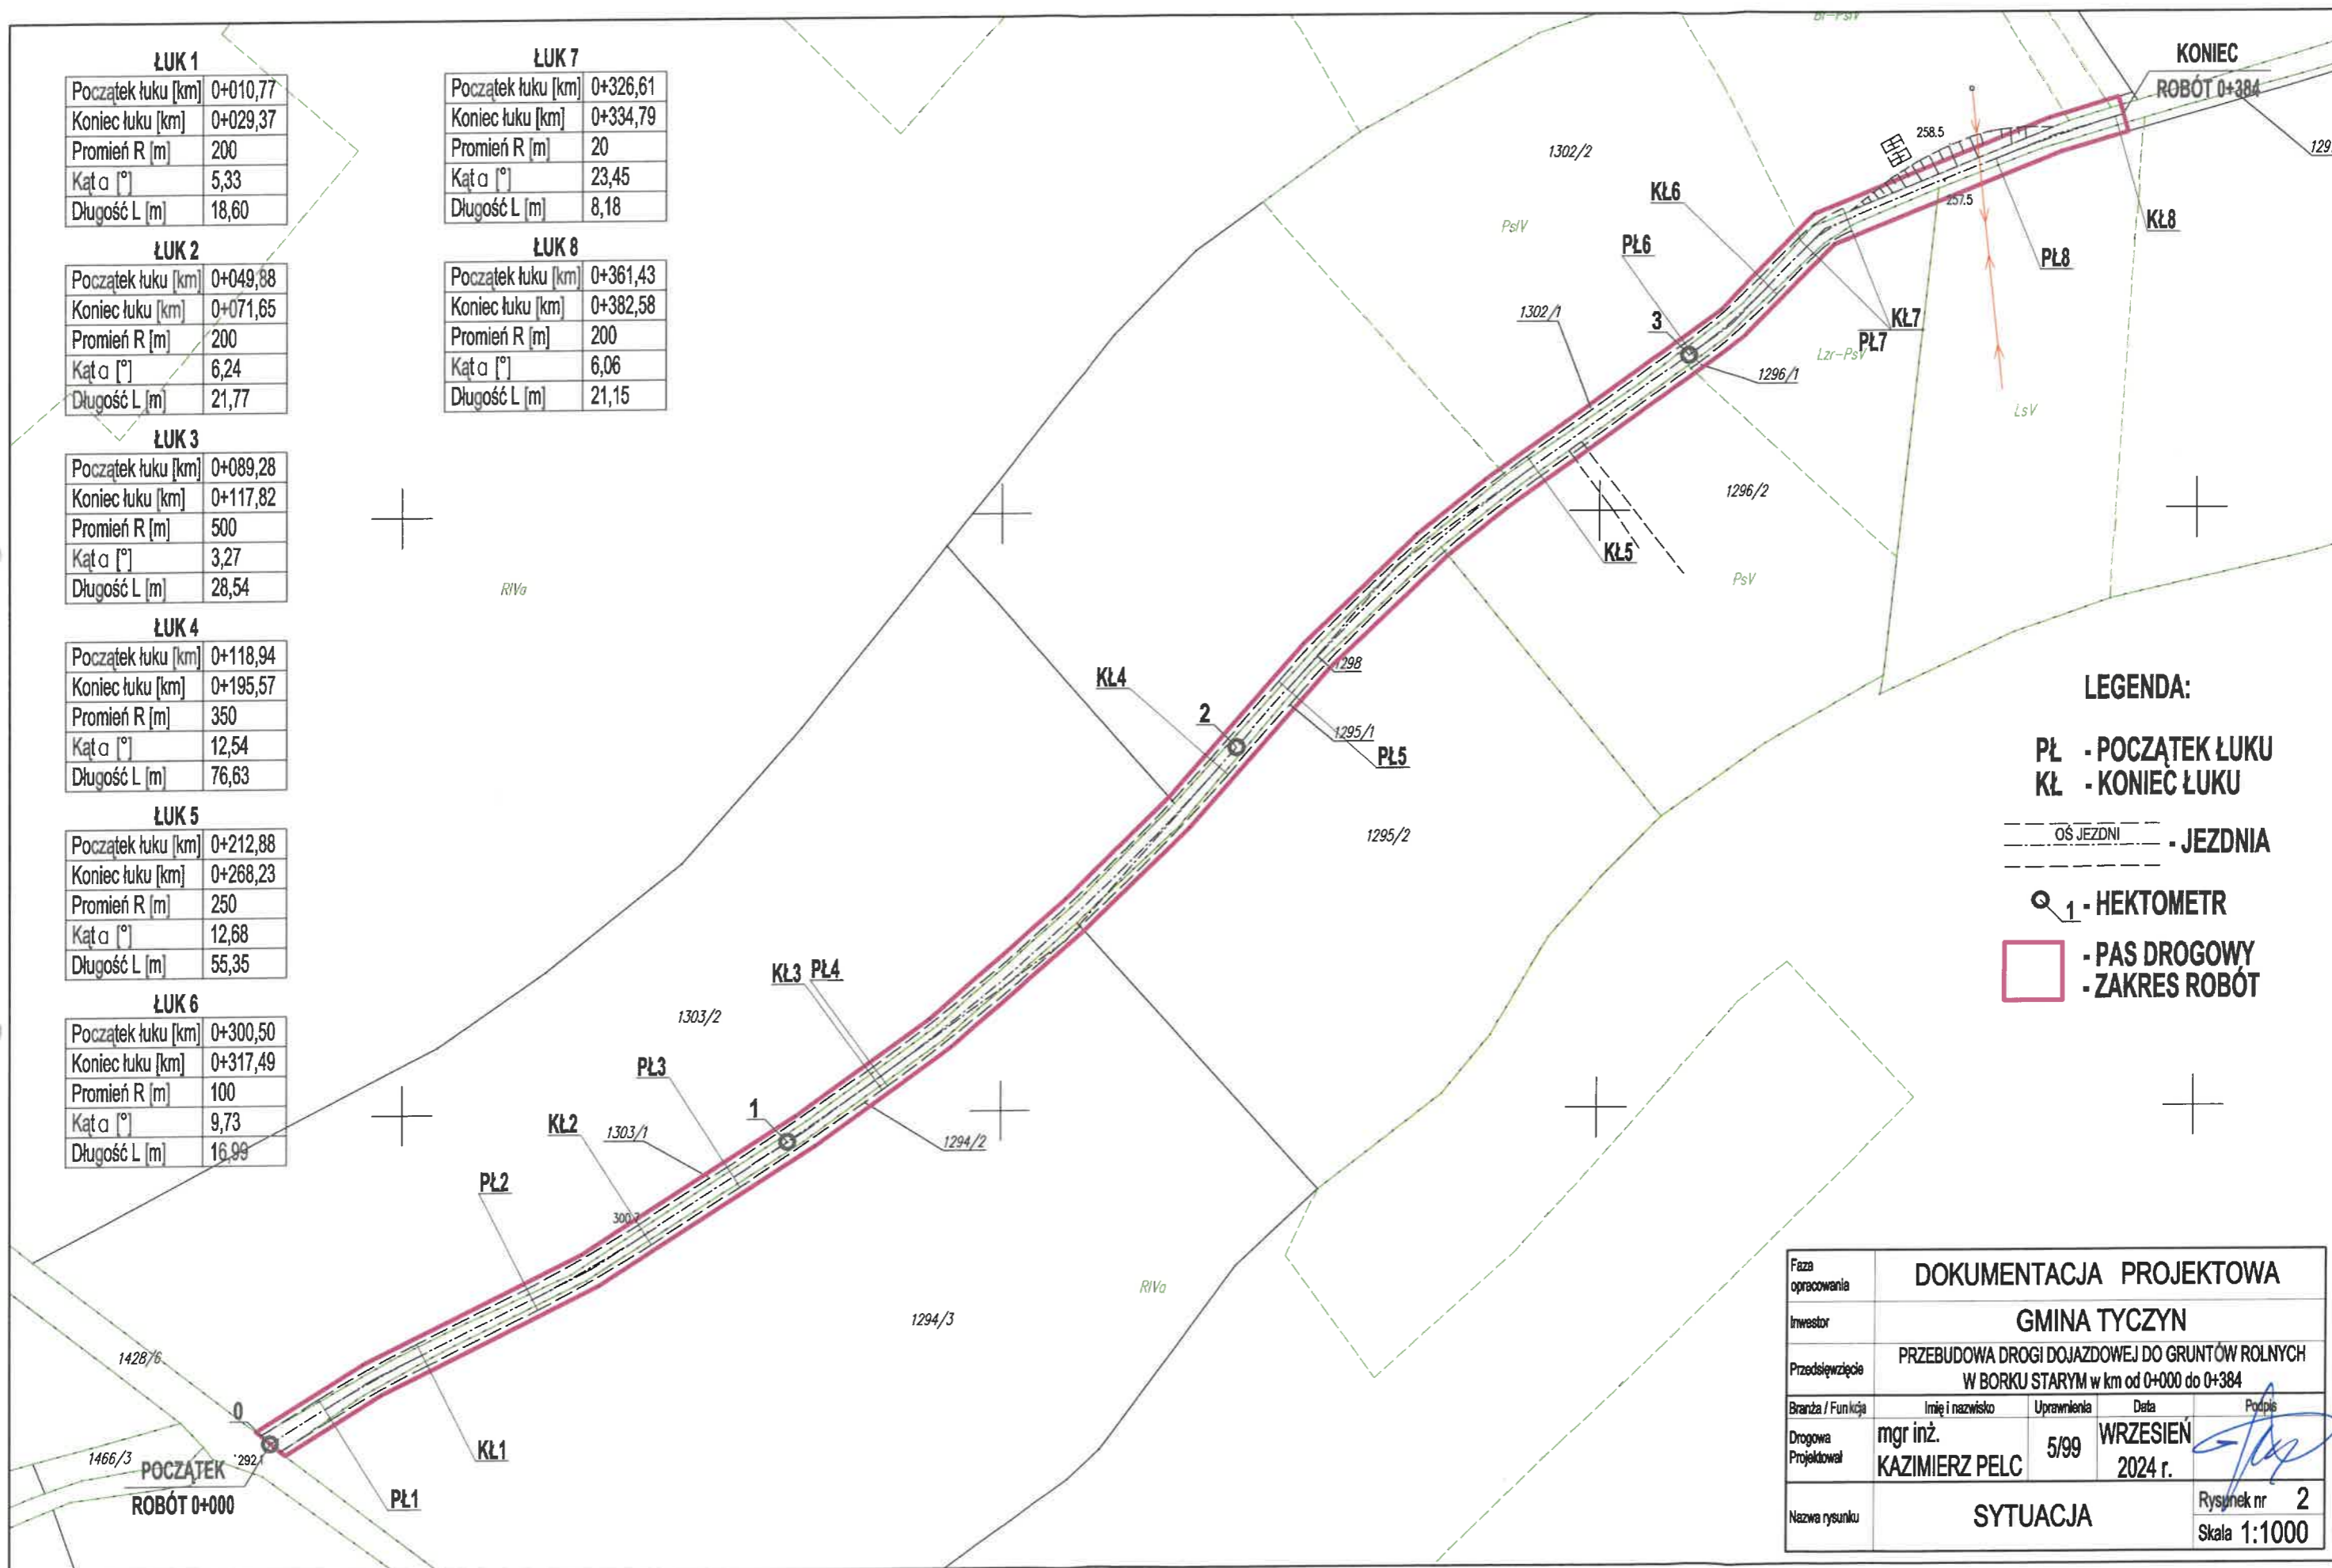 ŁUK 1
Początek łuku [km] 0+010,77
Koniec łuku [km] 0+029,37
Promień R [m] 200
Kąt α [°] 5,33
Długość L [m] 18,60
ŁUK 2
Początek łuku [km] 0+049,88
Koniec łuku [km] 0+071,65
Promień R [m] 200
Kąt α [°] 6,24
Długość L [m] 21,77
ŁUK 3
Początek łuku [km] 0+089,28
Koniec łuku [km] 0+117,82
Promień R [m] 500
Kąt α [°] 3,27
Długość L [m] 28,54
ŁUK 4
Początek łuku [km] 0+118,94
Koniec łuku [km] 0+195,57
Promień R [m] 350
Kąt α [°] 12,54
Długość L [m] 76,63
ŁUK 5
Początek łuku [km] 0+212,88
Koniec łuku [km] 0+268,23
Promień R [m] 250
Kąt α [°] 12,68
Długość L [m] 55,35
ŁUK 6
Początek łuku [km] 0+300,50
Koniec łuku [km] 0+317,49
Promień R [m] 100
Kąt α [°] 9,73
Długość L [m] 16,99
ŁUK 7
Początek łuku [km] 0+326,61
Koniec łuku [km] 0+334,79
Promień R [m] 20
Kąt α [°] 23,45
Długość L [m] 8,18
ŁUK 8
Początek łuku [km] 0+361,43
Koniec łuku [km] 0+382,58
Promień R [m] 200
Kąt α [°] 6,06
Długość L [m] 21,15
KONIEC
ROBÓT 0+384
258.5
1302/2
KŁ6
257.5
KŁ8
PsIV
PŁ6
PŁ8
1302/1
3
KŁ7
PŁ7
Lzr-PsV
1296/1
LsV
1296/2
KŁ5
PsV
RIVa
1298
KŁ4
2
1295/1
PŁ5
1295/2
KŁ3 PŁ4
1303/2
PŁ3
1
KŁ2
1303/1
1294/2
PŁ2
RIVa
1294/3
1428/6
0
1466/3
POCZĄTEK
ROBÓT 0+000
KŁ1
PŁ1
LEGENDA:
PŁ - POCZĄTEK ŁUKU
KŁ - KONIEC ŁUKU
OŚ JEZDNI - JEZDNIA
1 - HEKTOMETR
- PAS DROGOWY
- ZAKRES ROBÓT
Faza opracowania
DOKUMENTACJA PROJEKTOWA
Inwestor
GMINA TYCZYN
Przedsięwzięcie
PRZEBUDOWA DROGI DOJAZDOWEJ DO GRUNTÓW ROLNYCH
W BORKU STARYM w km od 0+000 do 0+384
Branża / Funkcja Imię i nazwisko Uprawnienia Data Podpis
Drogowa
Projektował
mgr inż.
KAZIMIERZ PELC
5/99
WRZESIEŃ
2024 r.
Nazwa rysunku
SYTUACJA
Rysunek nr 2
Skala 1:1000